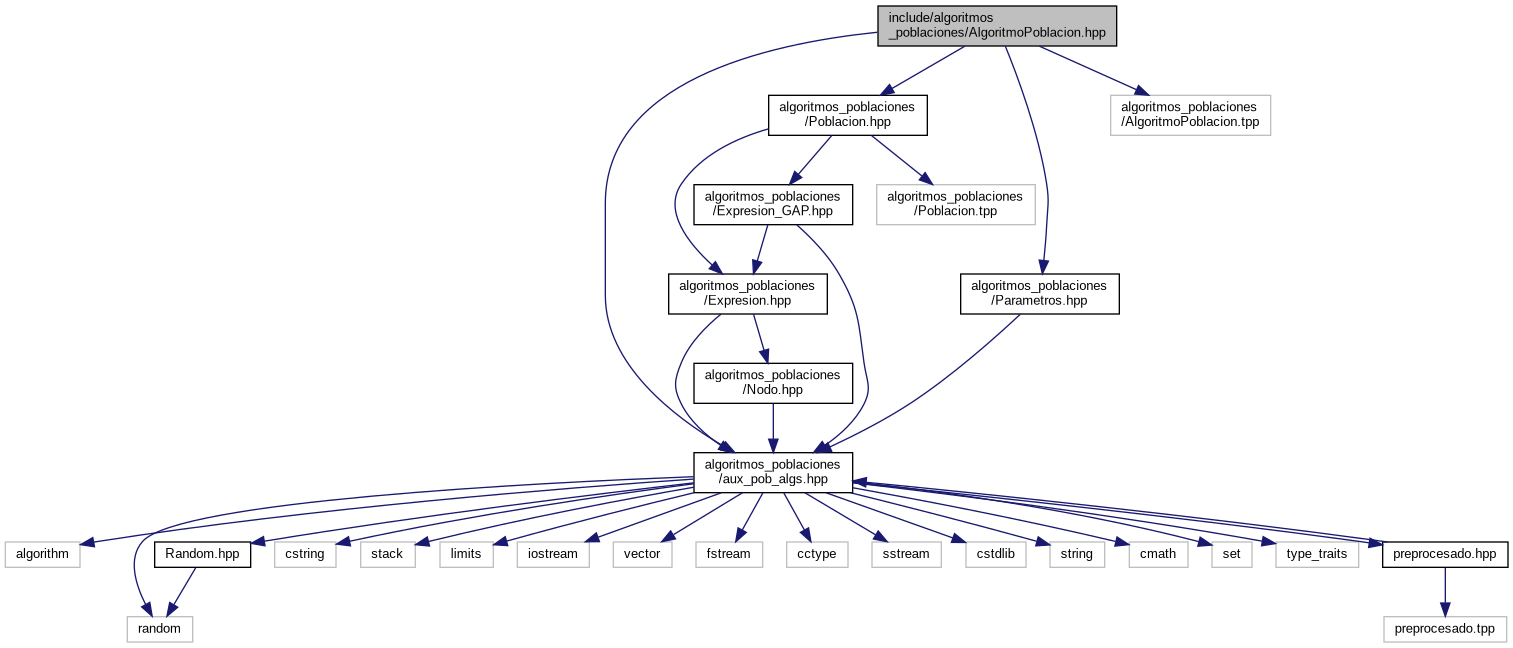 include/algoritmos
_poblaciones/AlgoritmoPoblacion.hpp
algoritmos_poblaciones
/Poblacion.hpp
algoritmos_poblaciones
/AlgoritmoPoblacion.tpp
algoritmos_poblaciones
/Expresion_GAP.hpp
algoritmos_poblaciones
/Poblacion.tpp
algoritmos_poblaciones
/Expresion.hpp
algoritmos_poblaciones
/Parametros.hpp
algoritmos_poblaciones
/Nodo.hpp
algoritmos_poblaciones
/aux_pob_algs.hpp
algorithm
Random.hpp
cstring
stack
limits
iostream
vector
fstream
cctype
sstream
cstdlib
string
cmath
set
type_traits
preprocesado.hpp
random
preprocesado.tpp